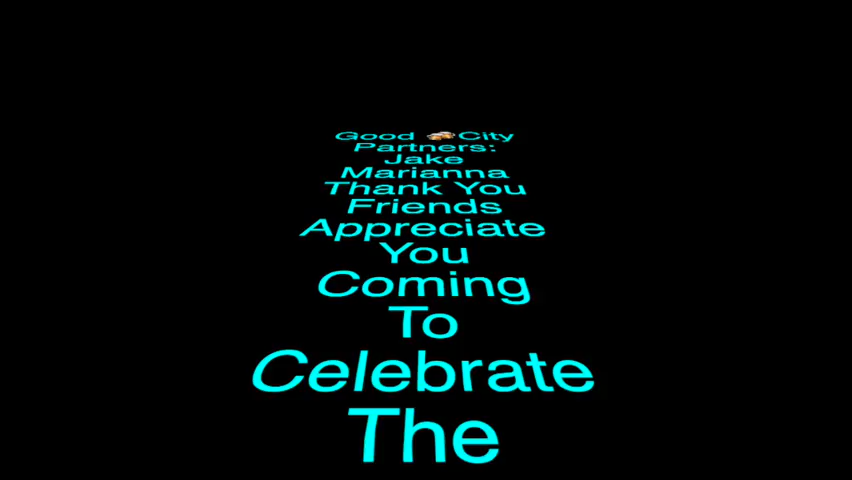 Good City
Partners:
Jake
Marianna
Thank You
Friends
Appreciate
You
Coming
To
Celebrate
The